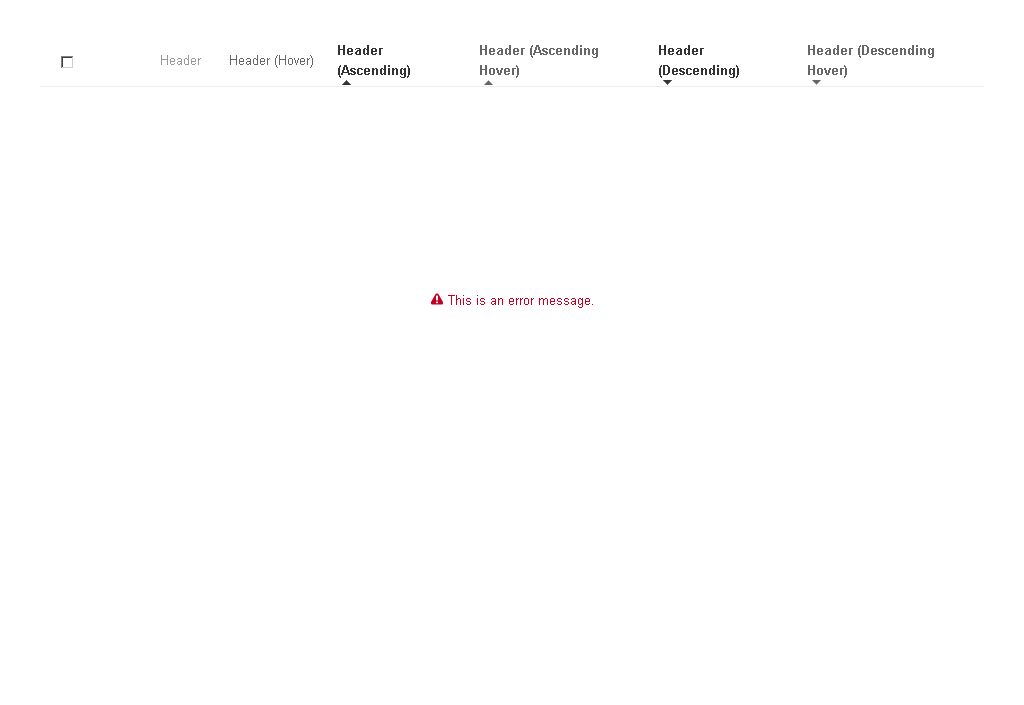 Header
Header (Hover)
Header
(Ascending)
Header (Ascending
Hover)
Header
(Descending)
Header (Descending
Hover)
This is an error message.